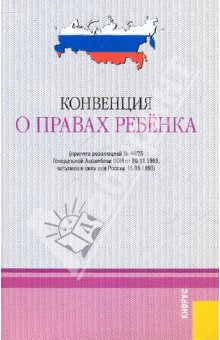 КОНВЕНЦИЯ
О ПРАВАХ РЕБЁНКА
(принята резолюцией № 44/25
Генеральной Ассамблеи ООН от 20.11.1989,
вступила в силу для России 15.09.1990)
КНОРУС